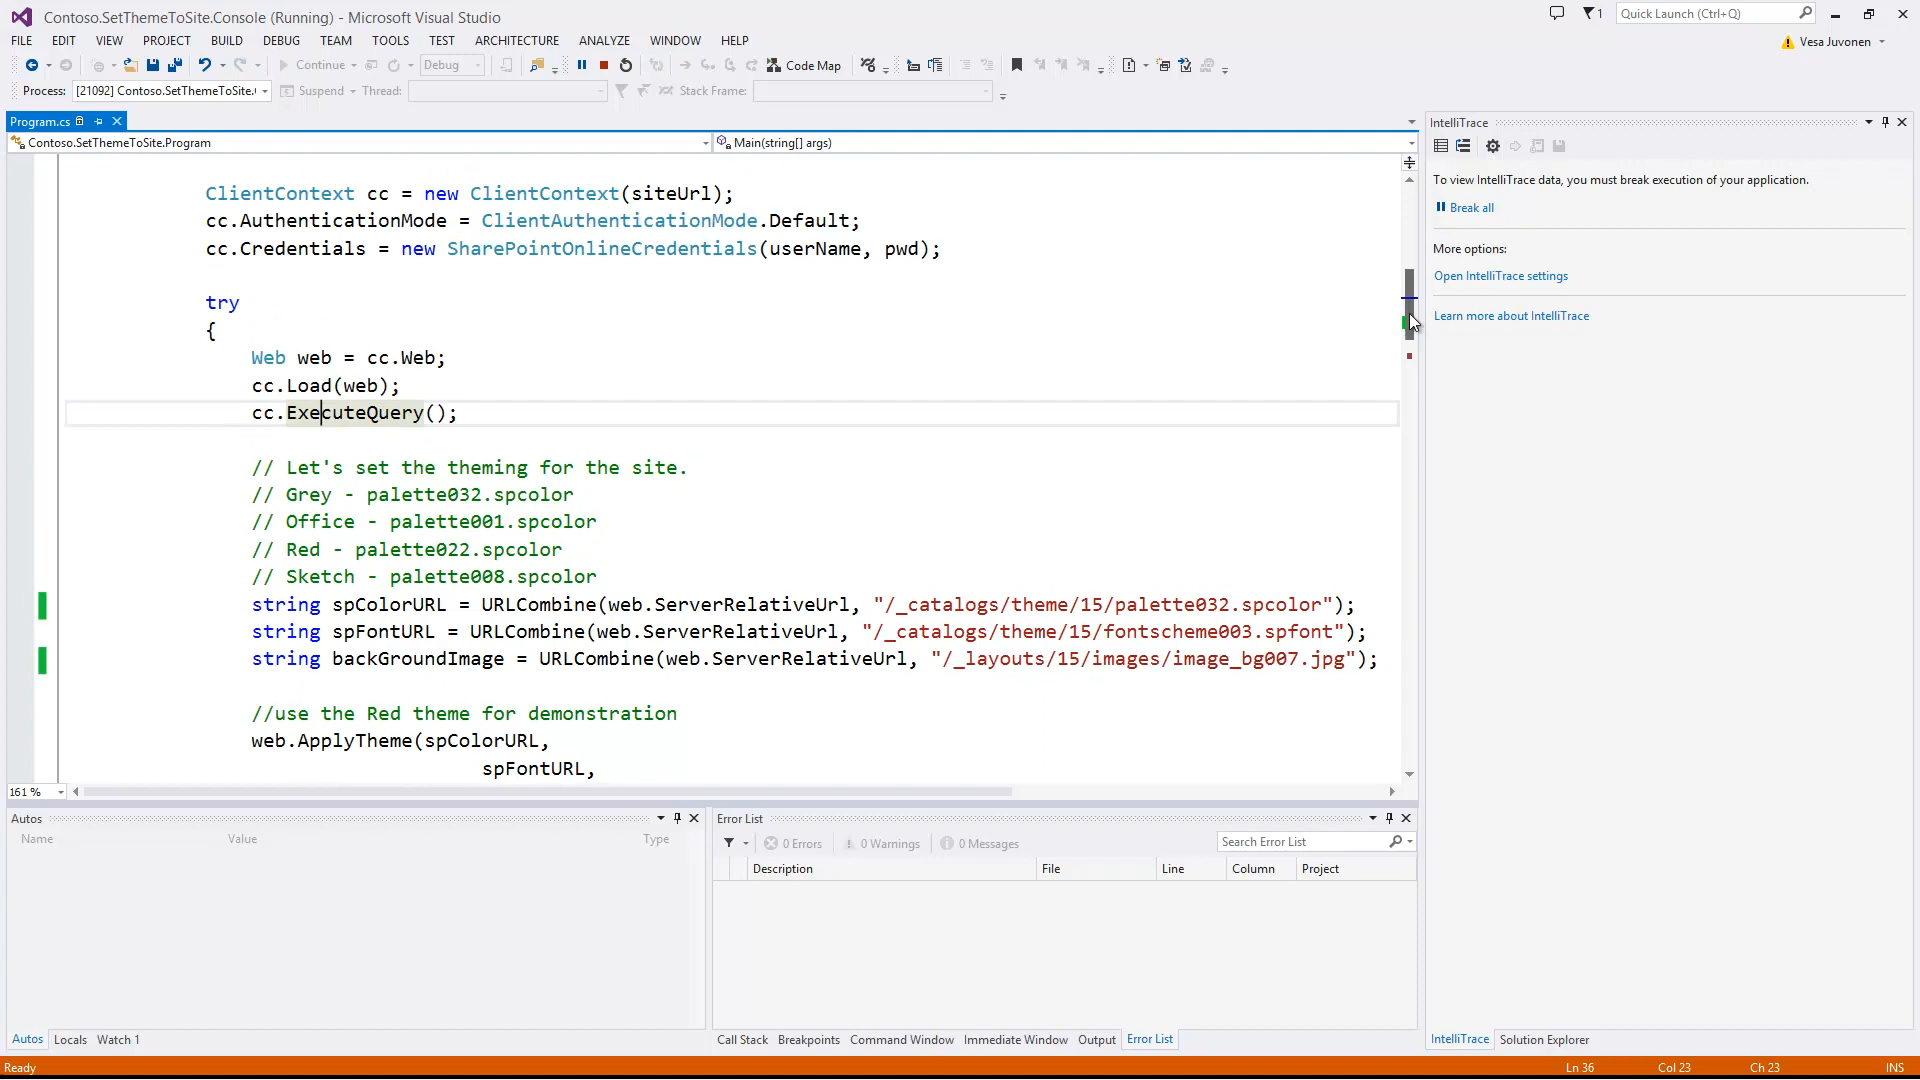 Contoso.SetThemeToSite.Console (Running) - Microsoft Visual Studio
1
Quick Launch (Ctrl+Q)
FILE EDIT VIEW PROJECT BUILD DEBUG TEAM TOOLS TEST ARCHITECTURE ANALYZE WINDOW HELP
Vesa Juvonen
Continue Debug Code Map
Process: [21092] Contoso.SetThemeToSite.( Suspend Thread: Stack Frame:
Program.cs
Contoso.SetThemeToSite.Program Main(string[] args)
ClientContext cc = new ClientContext(siteUrl);
cc.AuthenticationMode = ClientAuthenticationMode.Default;
cc.Credentials = new SharePointOnlineCredentials(userName, pwd);
try
{
Web web = cc.Web;
cc.Load(web);
cc.ExecuteQuery();
// Let's set the theming for the site.
// Grey - palette032.spcolor
// Office - palette001.spcolor
// Red - palette022.spcolor
// Sketch - palette008.spcolor
string spColorURL = URLCombine(web.ServerRelativeUrl, "/_catalogs/theme/15/palette032.spcolor");
string spFontURL = URLCombine(web.ServerRelativeUrl, "/_catalogs/theme/15/fontscheme003.spfont");
string backGroundImage = URLCombine(web.ServerRelativeUrl, "/_layouts/15/images/image_bg007.jpg");
//use the Red theme for demonstration
web.ApplyTheme(spColorURL,
spFontURL,
161 %
IntelliTrace
To view IntelliTrace data, you must break execution of your application.
Break all
More options:
Open IntelliTrace settings
Learn more about IntelliTrace
Autos
Name Value Type
Error List
0 Errors 0 Warnings 0 Messages Search Error List
Description File Line Column Project
Autos Locals Watch 1
Call Stack Breakpoints Command Window Immediate Window Output Error List
IntelliTrace Solution Explorer
Ready Ln 36 Col 23 Ch 23 INS